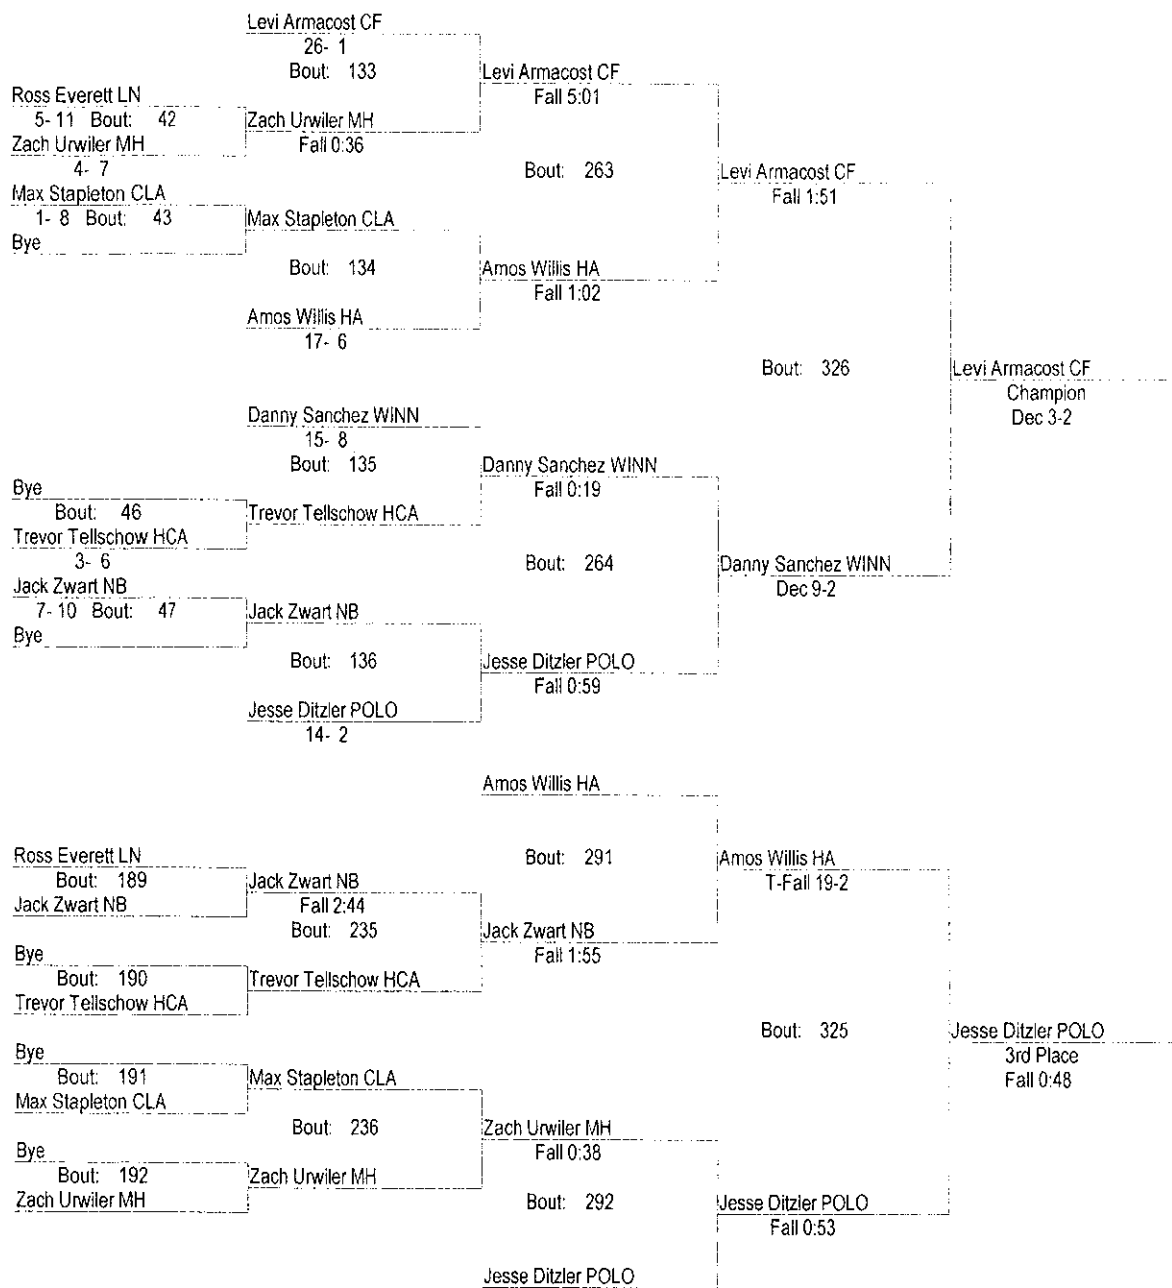 Levi Armacost CF
26- 1
Bout: 133
Levi Armacost CF
Fall 5:01
Ross Everett LN
5- 11 Bout: 42
Zach Urwiler MH
Fall 0:36
Zach Urwiler MH
4- 7
Bout: 263
Levi Armacost CF
Fall 1:51
Max Stapleton CLA
1- 8 Bout: 43
Max Stapleton CLA
Bye
Bout: 134
Amos Willis HA
Fall 1:02
Amos Willis HA
17- 6
Bout: 326
Levi Armacost CF
Champion
Dec 3-2
Danny Sanchez WINN
15- 8
Bout: 135
Danny Sanchez WINN
Fall 0:19
Bye
Bout: 46
Trevor Tellschow HCA
Trevor Tellschow HCA
3- 6
Bout: 264
Danny Sanchez WINN
Dec 9-2
Jack Zwart NB
7- 10 Bout: 47
Jack Zwart NB
Bye
Bout: 136
Jesse Ditzler POLO
Fall 0:59
Jesse Ditzler POLO
14- 2
Amos Willis HA
Ross Everett LN
Bout: 189
Jack Zwart NB
Jack Zwart NB
Fall 2:44
Bout: 291
Amos Willis HA
T-Fall 19-2
Bout: 235
Jack Zwart NB
Fall 1:55
Bye
Bout: 190
Trevor Tellschow HCA
Trevor Tellschow HCA
Bout: 325
Jesse Ditzler POLO
3rd Place
Fall 0:48
Bye
Bout: 191
Max Stapleton CLA
Max Stapleton CLA
Bout: 236
Zach Urwiler MH
Fall 0:38
Bye
Bout: 192
Zach Urwiler MH
Zach Urwiler MH
Bout: 292
Jesse Ditzler POLO
Fall 0:53
Jesse Ditzler POLO